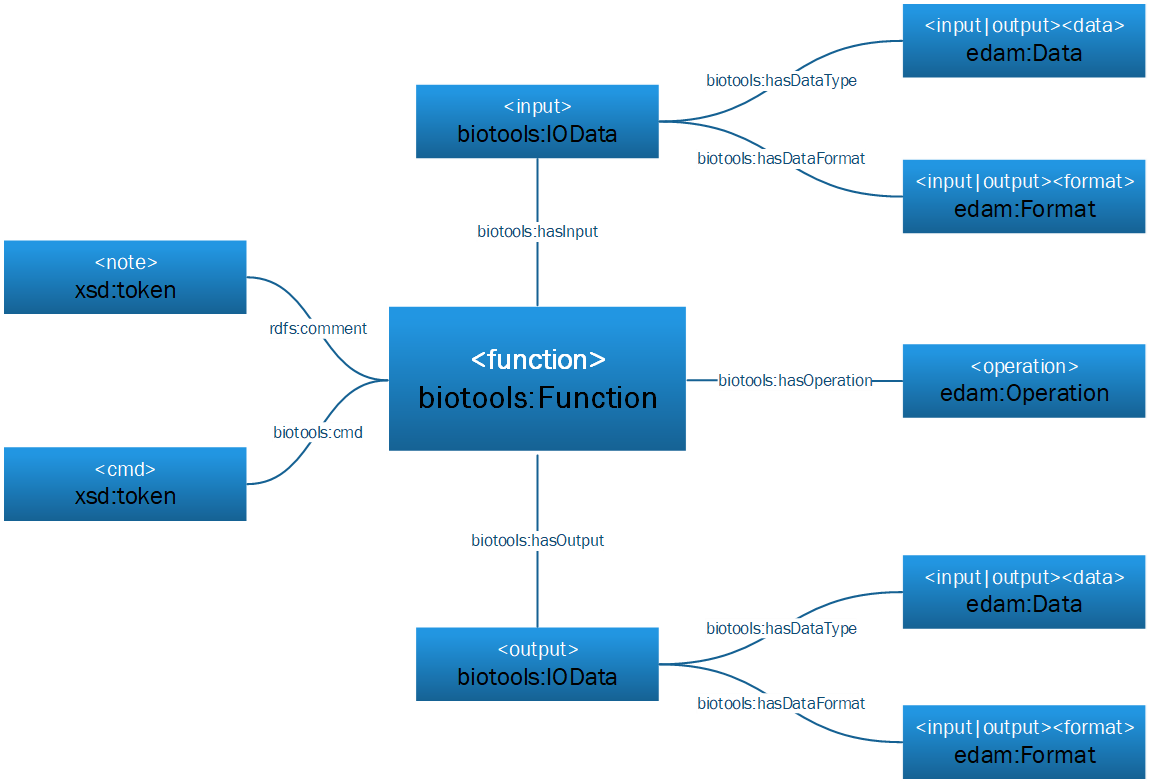 <input|output><data>
edam:Data
biotools:hasDataType
<input>
biotools:IOData
biotools:hasDataFormat
<input|output><format>
edam:Format
biotools:hasInput
<note>
xsd:token
rdfs:comment
<function>
biotools:Function
biotools:hasOperation
<operation>
edam:Operation
biotools:cmd
<cmd>
xsd:token
biotools:hasOutput
<input|output><data>
edam:Data
biotools:hasDataType
<output>
biotools:IOData
biotools:hasDataFormat
<input|output><format>
edam:Format